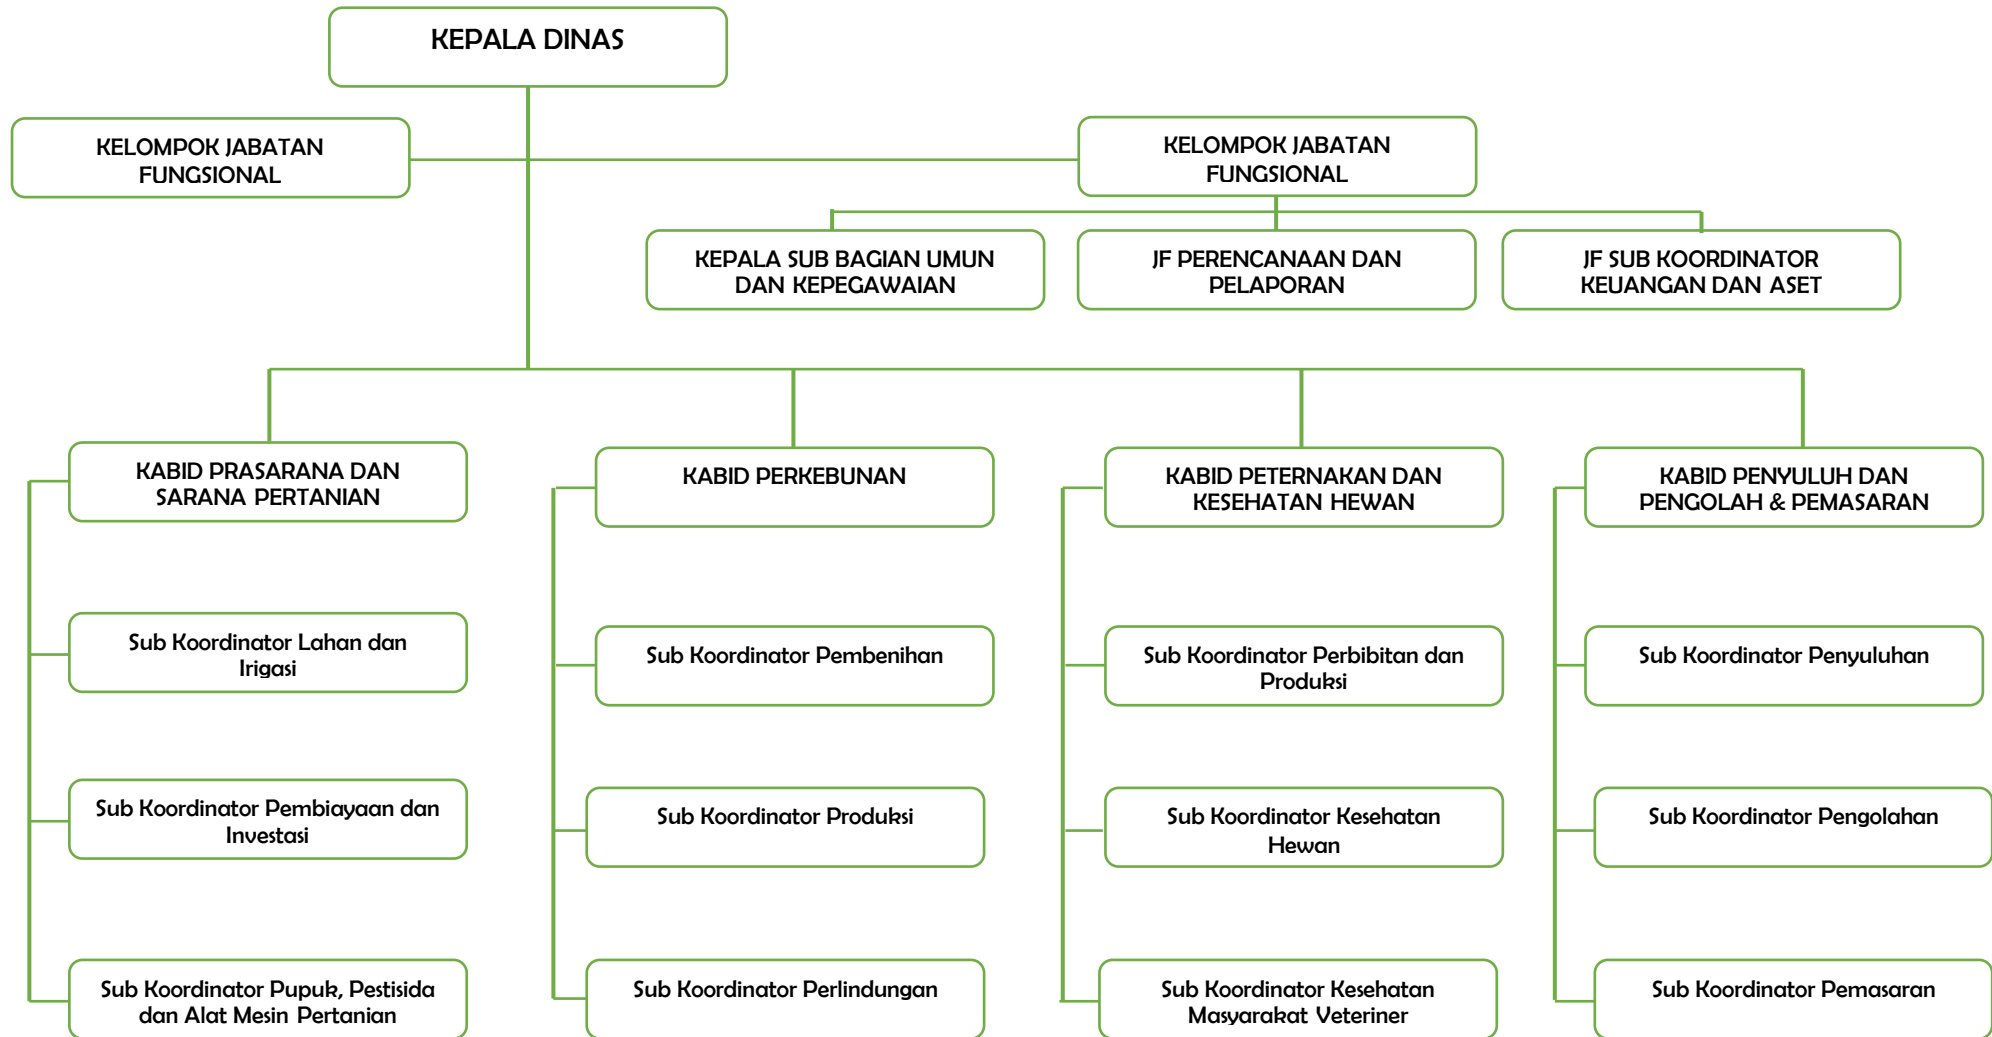 KEPALA DINAS
KELOMPOK JABATAN
FUNGSIONAL
KELOMPOK JABATAN
FUNGSIONAL
KEPALA SUB BAGIAN UMUN
DAN KEPEGAWAIAN
JF PERENCANAAN DAN
PELAPORAN
JF SUB KOORDINATOR
KEUANGAN DAN ASET
KABID PRASARANA DAN
SARANA PERTANIAN
KABID PERKEBUNAN
KABID PETERNAKAN DAN
KESEHATAN HEWAN
KABID PENYULUH DAN
PENGOLAH & PEMASARAN
Sub Koordinator Lahan dan
Irigasi
Sub Koordinator Pembenihan
Sub Koordinator Perbibitan dan
Produksi
Sub Koordinator Penyuluhan
Sub Koordinator Pembiayaan dan
Investasi
Sub Koordinator Produksi
Sub Koordinator Kesehatan
Hewan
Sub Koordinator Pengolahan
Sub Koordinator Pupuk, Pestisida
dan Alat Mesin Pertanian
Sub Koordinator Perlindungan
Sub Koordinator Kesehatan
Masyarakat Veteriner
Sub Koordinator Pemasaran